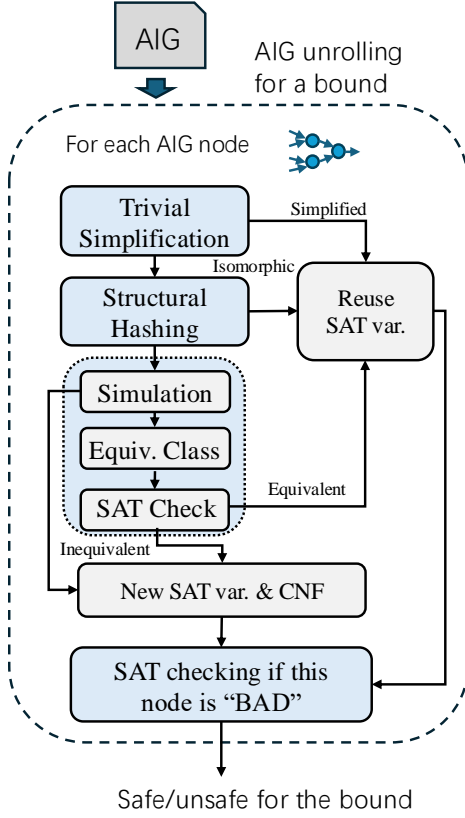 AIG
AIG unrolling
for a bound
For each AIG node
Trivial
Simplification
Simplified
Isomorphic
Structural
Hashing
Reuse
SAT var.
Simulation
Equiv. Class
SAT Check
Equivalent
Inequivalent
New SAT var. & CNF
SAT checking if this
node is “BAD”
Safe/unsafe for the bound